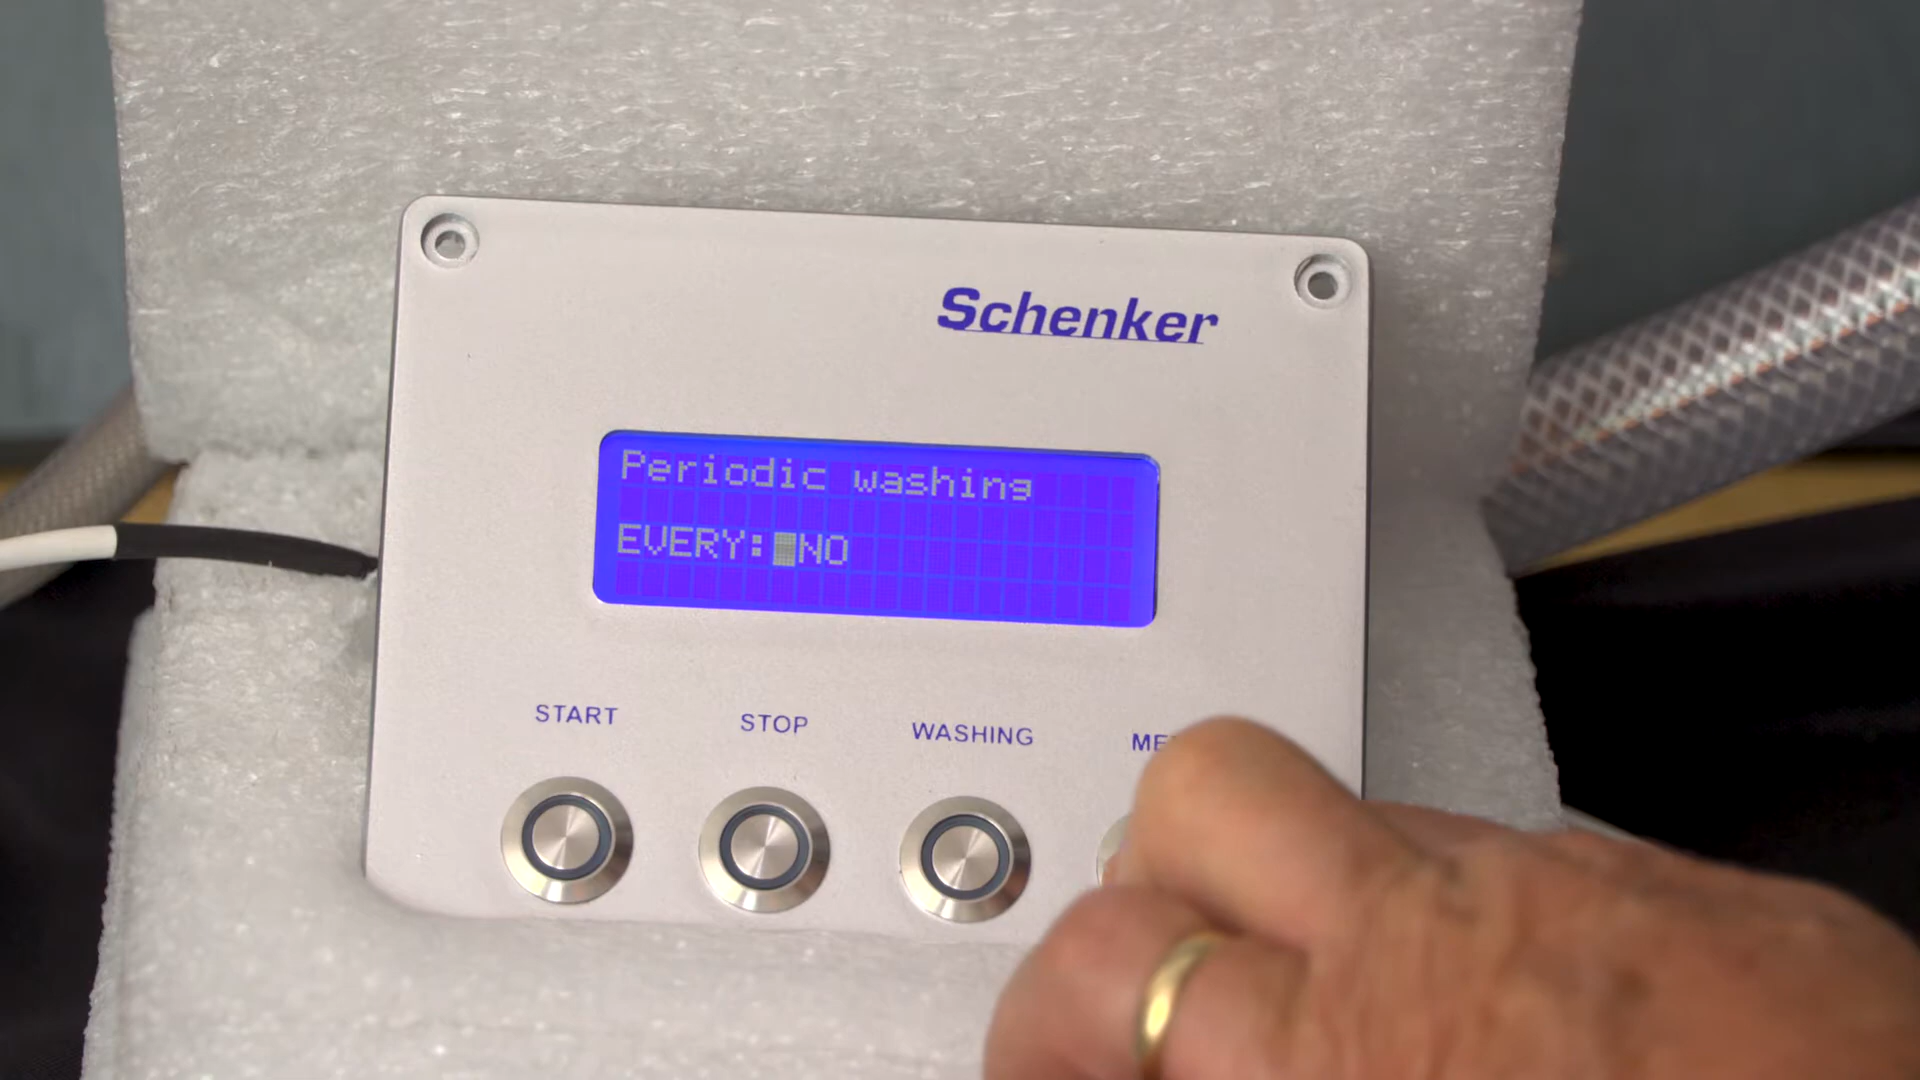 Schenker
Periodic washing
EVERY: NO
START STOP WASHING